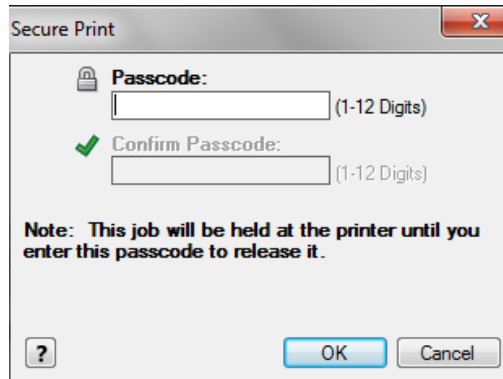 Secure Print
Passcode:
(1-12 Digits)
Confirm Passcode:
(1-12 Digits)
Note: This job will be held at the printer until you
enter this passcode to release it.
? OK Cancel